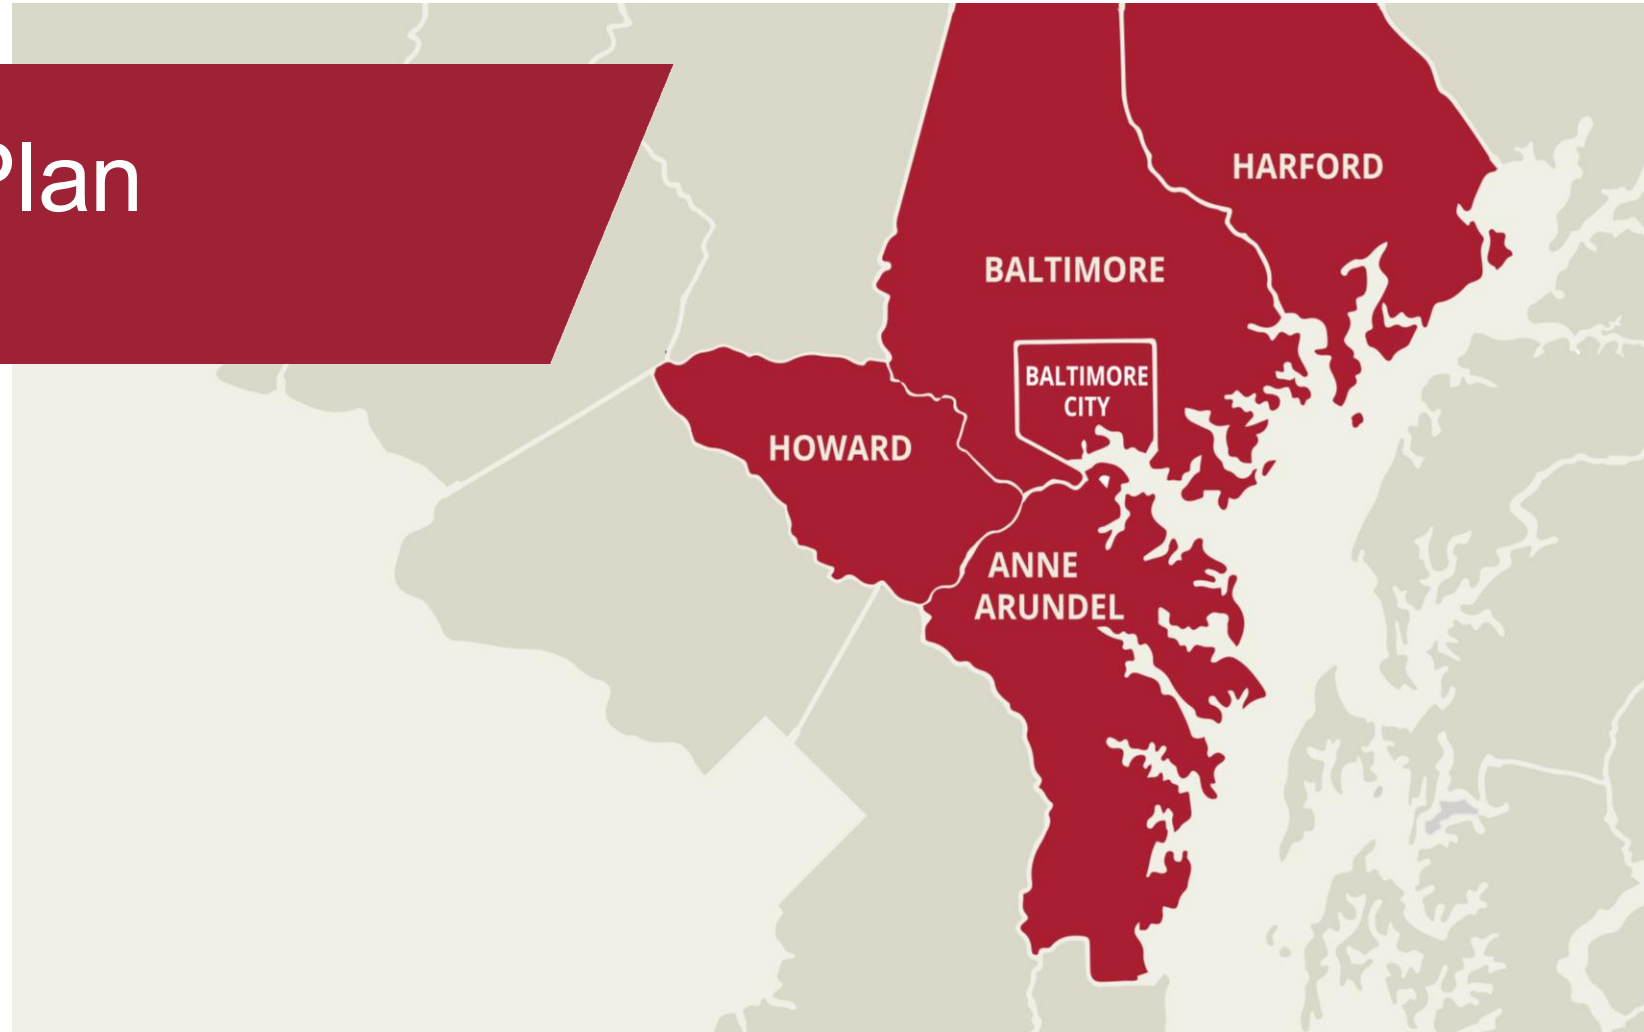 Plan
HARFORD
BALTIMORE
BALTIMORE
CITY
HOWARD
ANNE
ARUNDEL